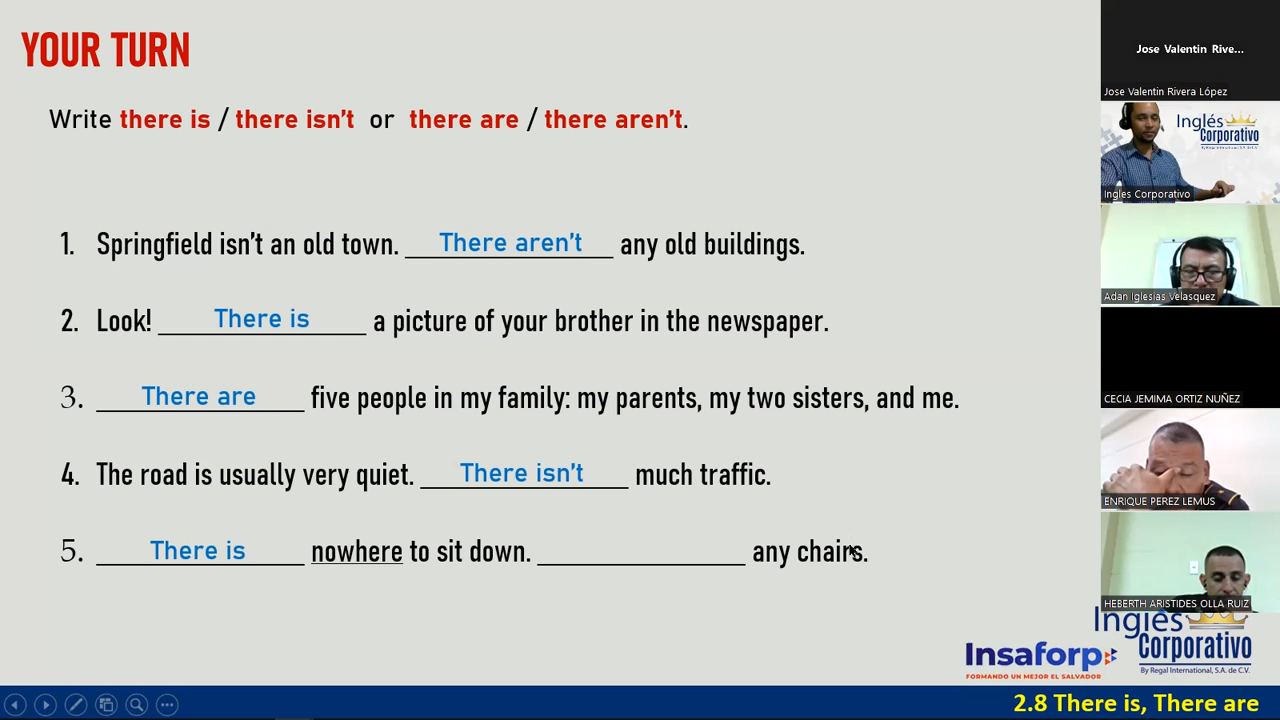 YOUR TURN
Write there is / there isn't or there are / there aren't.
1. Springfield isn't an old town. There aren't any old buildings.
2. Look! There is a picture of your brother in the newspaper.
3. There are five people in my family: my parents, my two sisters, and me.
4. The road is usually very quiet. There isn't much traffic.
5. There is nowhere to sit down. ____________ any chairs.
Jose Valentin Rive...
Jose Valentin Rivera López
Inglés
Corporativo
By Regal International, S.A. de C.V.
Ingles Corporativo
Adan Iglesias Velasquez
CECIA JEMIMA ORTIZ NUÑEZ
ENRIQUE PEREZ LEMUS
HEBERTH ARISTIDES OLLA RUIZ
Inglés
Corporativo
By Regal International, S.A. de C.V.
Insaforp
FORMANDO UN MEJOR EL SALVADOR
2.8 There is, There are